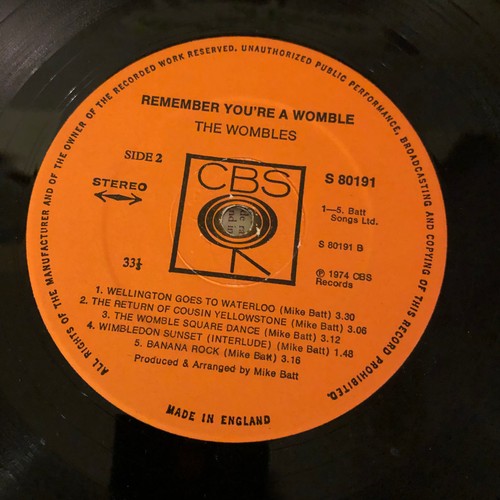 ALL RIGHTS OF THE MANUFACTURER AND OF THE OWNER OF THE RECORDED WORK RESERVED. UNAUTHORIZED PUBLIC PERFORMANCE, BROADCASTING AND COPYING OF THIS RECORD PROHIBITED.
REMEMBER YOU'RE A WOMBLE
THE WOMBLES
SIDE 2
STEREO
CBS
S 80191
1—5. Batt
Songs Ltd.
S 80191 B
33⅓
℗ 1974 CBS
Records
1. WELLINGTON GOES TO WATERLOO (Mike Batt) 3.30
2. THE RETURN OF COUSIN YELLOWSTONE (Mike Batt) 3.06
3. THE WOMBLE SQUARE DANCE (Mike Batt) 3.12
4. WIMBLEDON SUNSET (INTERLUDE) (Mike Batt) 1.48
5. BANANA ROCK (Mike Batt) 3.16
Produced & Arranged by Mike Batt
MADE IN ENGLAND